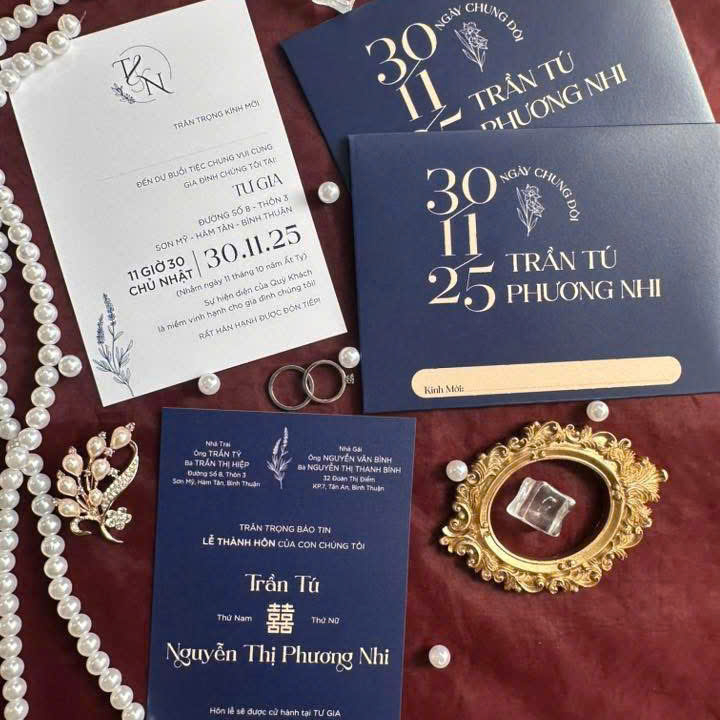 TSN
TRÂN TRỌNG KÍNH MỜI
ĐẾN DỰ BUỔI TIỆC CHUNG VUI CÙNG
GIA ĐÌNH CHÚNG TÔI TẠI:
TƯ GIA
ĐƯỜNG SỐ 8 - THÔN 3
SƠN MỸ - HÀM TÂN - BÌNH THUẬN
11 GIỜ 30
CHỦ NHẬT
30.11.25
(Nhằm ngày 11 tháng 10 năm Ất Tỵ)
Sự hiện diện của Quý Khách
là niềm vinh hạnh cho gia đình chúng tôi!
RẤT HÂN HẠNH ĐƯỢC ĐÓN TIẾP!
30
11
25
NGÀY CHUNG ĐÔI
TRẦN TÚ
PHƯƠNG NHI
30
11
25
NGÀY CHUNG ĐÔI
TRẦN TÚ
PHƯƠNG NHI
Kính Mời:
Nhà Trai
Ông TRẦN TÝ
Bà TRẦN THỊ HIỆP
Đường Số 8, Thôn 3
Sơn Mỹ, Hàm Tân, Bình Thuận
Nhà Gái
Ông NGUYỄN VĂN BÌNH
Bà NGUYỄN THỊ THANH BÌNH
32 Đoàn Thị Điểm
KP.7, Tân An, Bình Thuận
TRÂN TRỌNG BÁO TIN
LỄ THÀNH HÔN CỦA CON CHÚNG TÔI
Trần Tú
Thứ Nam
囍
Thứ Nữ
Nguyễn Thị Phương Nhi
Hôn lễ sẽ được cử hành tại TƯ GIA